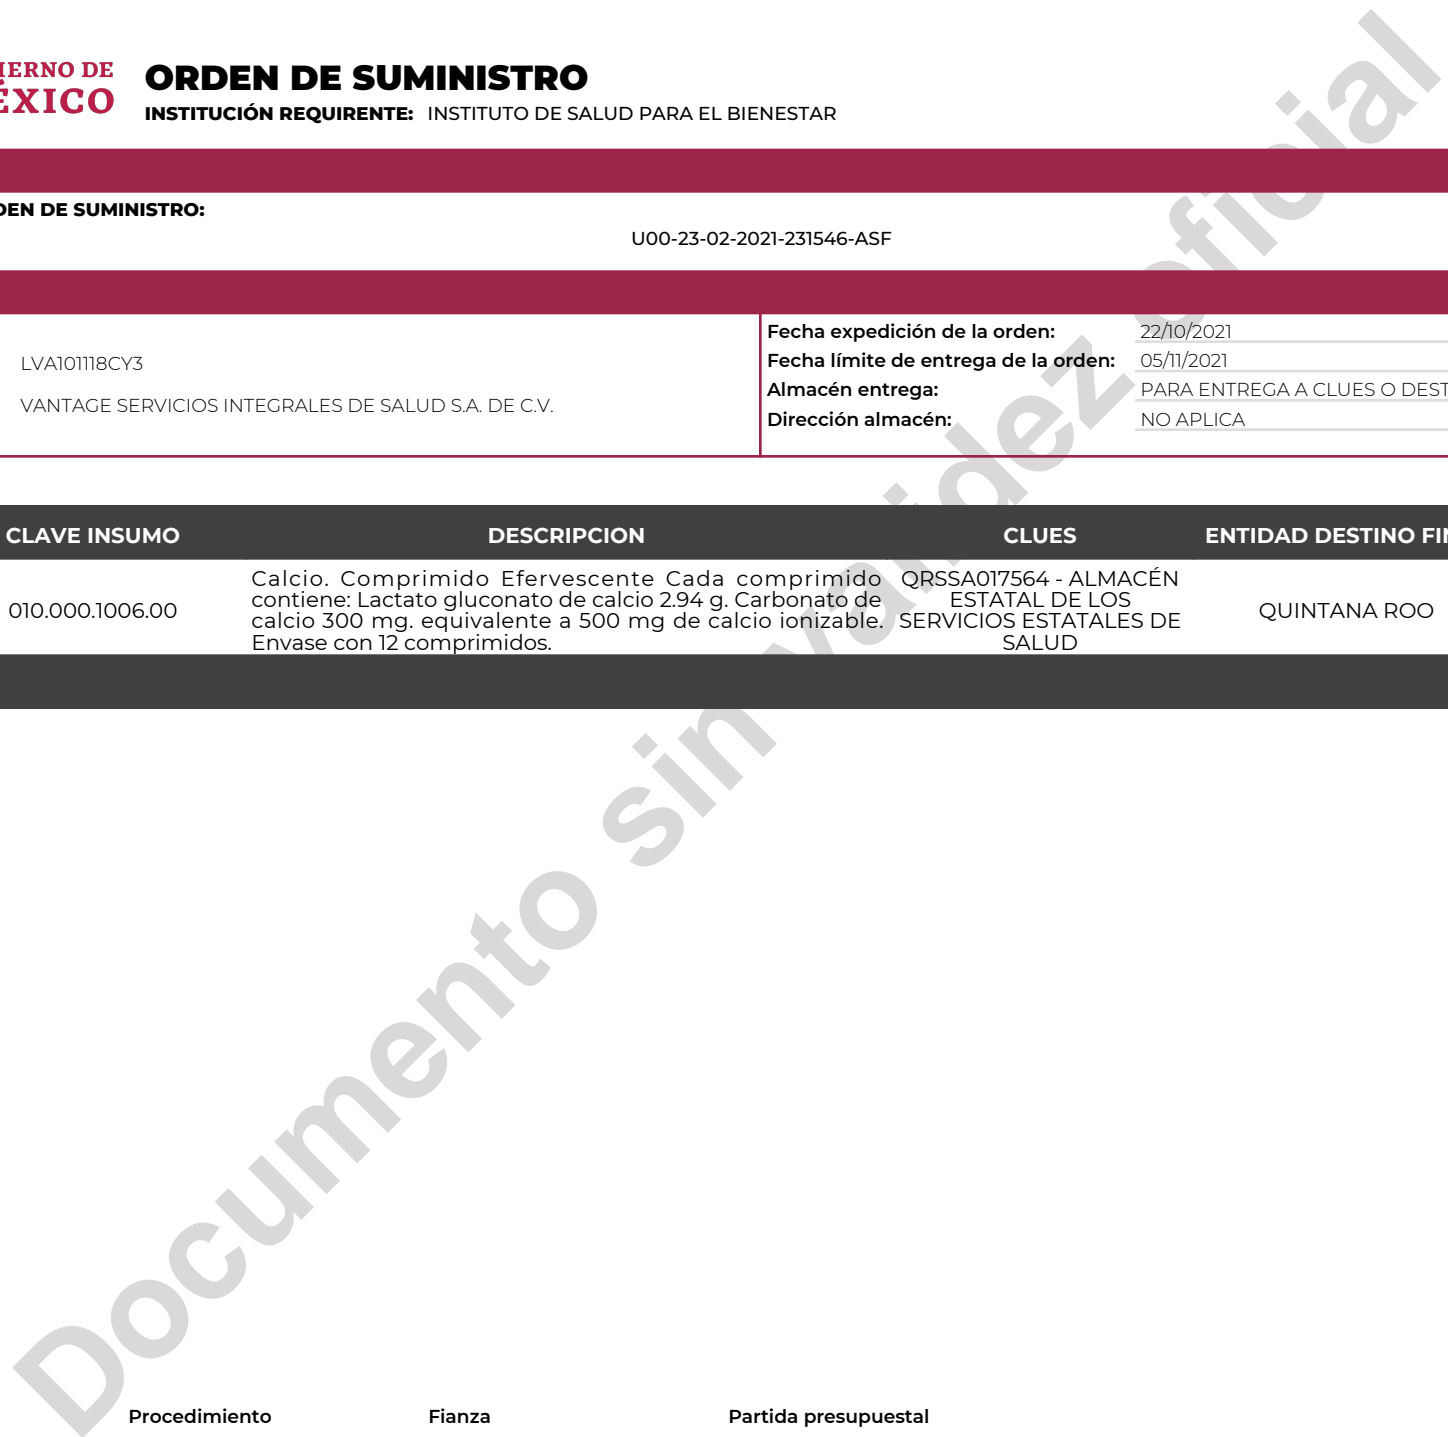 IERNO DE
ÉXICO
ORDEN DE SUMINISTRO
INSTITUCIÓN REQUIRENTE: INSTITUTO DE SALUD PARA EL BIENESTAR
DEN DE SUMINISTRO:
U00-23-02-2021-231546-ASF
LVA101118CY3
VANTAGE SERVICIOS INTEGRALES DE SALUD S.A. DE C.V.
Fecha expedición de la orden: 22/10/2021
Fecha límite de entrega de la orden: 05/11/2021
Almacén entrega: PARA ENTREGA A CLUES O DEST
Dirección almacén: NO APLICA
CLAVE INSUMO DESCRIPCION CLUES ENTIDAD DESTINO FIN
010.000.1006.00
Calcio. Comprimido Efervescente Cada comprimido
contiene: Lactato gluconato de calcio 2.94 g. Carbonato de
calcio 300 mg. equivalente a 500 mg de calcio ionizable.
Envase con 12 comprimidos.
QRSSA017564 - ALMACÉN
ESTATAL DE LOS
SERVICIOS ESTATALES DE
SALUD
QUINTANA ROO
Documento sin validez oficial
Procedimiento Fianza Partida presupuestal